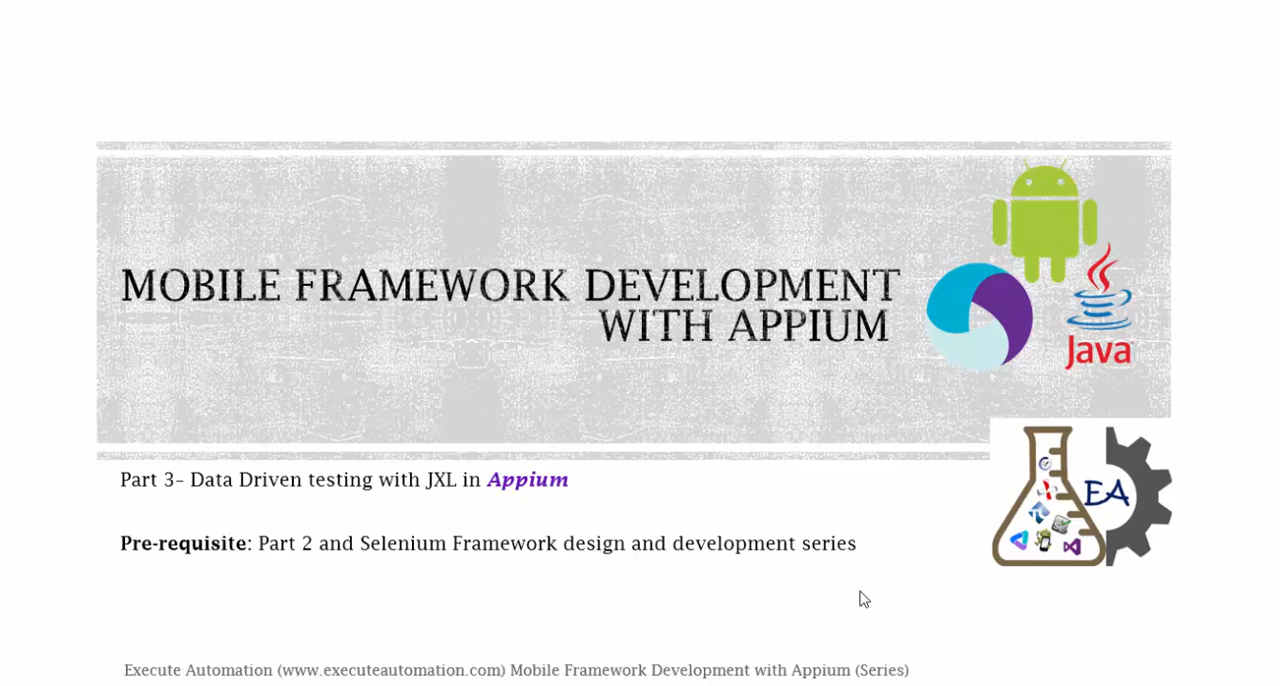 MOBILE FRAMEWORK DEVELOPMENT
WITH APPIUM
Java
EA
Part 3– Data Driven testing with JXL in Appium
Pre-requisite: Part 2 and Selenium Framework design and development series
Execute Automation (www.executeautomation.com) Mobile Framework Development with Appium (Series)